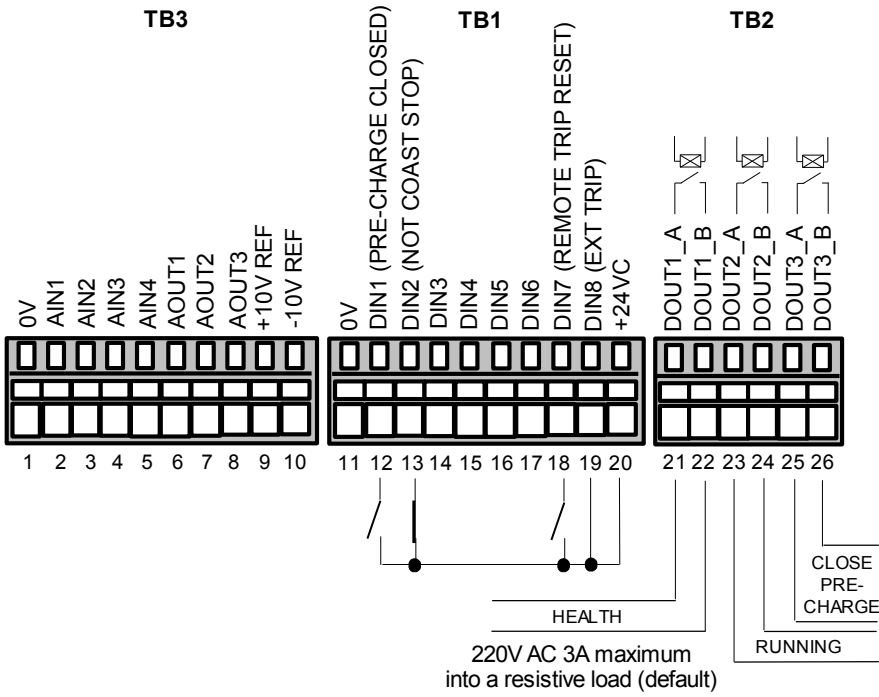 TB3
TB1
TB2
0V
AIN1
AIN2
AIN3
AIN4
AOUT1
AOUT2
AOUT3
+10V REF
-10V REF
0V
DIN1 (PRE-CHARGE CLOSED)
DIN2 (NOT COAST STOP)
DIN3
DIN4
DIN5
DIN6
DIN7 (REMOTE TRIP RESET)
DIN8 (EXT TRIP)
+24VC
DOUT1_A
DOUT1_B
DOUT2_A
DOUT2_B
DOUT3_A
DOUT3_B
1 2 3 4 5 6 7 8 9 10
11 12 13 14 15 16 17 18 19 20
21 22 23 24 25 26
CLOSE
PRE-
CHARGE
HEALTH
RUNNING
220V AC 3A maximum
into a resistive load (default)